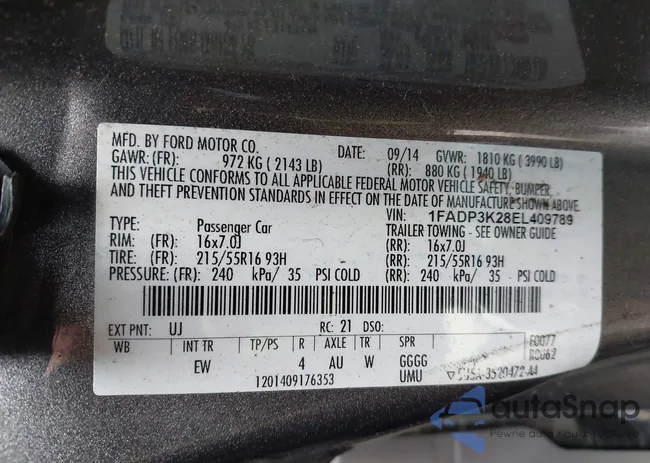 MFD. BY FORD MOTOR CO. DATE: 09/14 GVWR: 1810 KG ( 3990 LB)
GAWR: (FR): 972 KG ( 2143 LB) (RR): 880 KG ( 1940 LB)
THIS VEHICLE CONFORMS TO ALL APPLICABLE FEDERAL MOTOR VEHICLE SAFETY, BUMPER,
AND THEFT PREVENTION STANDARDS IN EFFECT ON THE DATE OF MANUFACTURE SHOWN ABOVE.
VIN: 1FADP3K28EL409789
TYPE: Passenger Car TRAILER TOWING - SEE OWNER GUIDE
RIM: (FR): 16x7.0J (RR): 16x7.0J
TIRE: (FR): 215/55R16 93H (RR): 215/55R16 93H
PRESSURE: (FR): 240 kPa/ 35 PSI COLD (RR): 240 kPa/ 35 PSI COLD
EXT PNT: UJ RC: 21 DSO:
WB INT TR TP/PS R AXLE TR SPR F0077
EW 4 AU W GGGG
1201409176353 UMU
autaSnap
Pewne auto z autaSnap